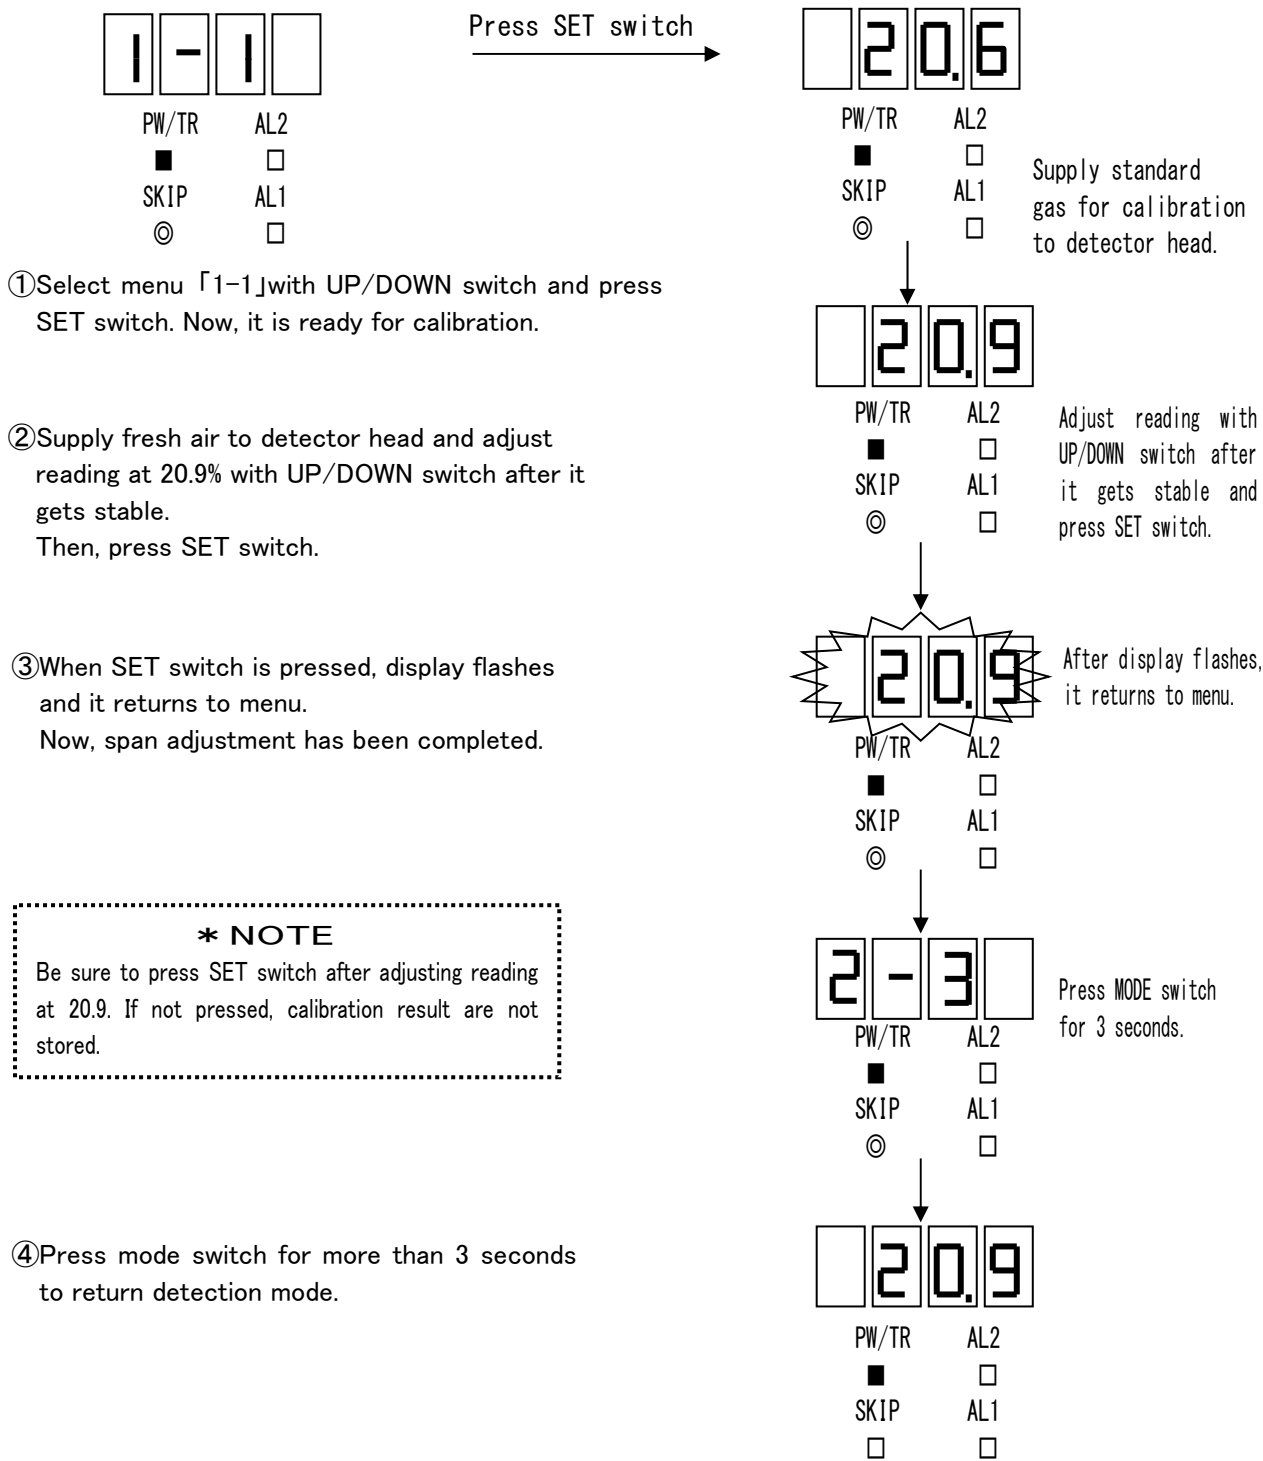 1-1
Press SET switch
20.6
PW/TR AL2
■ □
SKIP AL1
◎ □
PW/TR AL2
■ □
SKIP AL1
◎ □
Supply standard
gas for calibration
to detector head.
①Select menu 「1-1」with UP/DOWN switch and press
SET switch. Now, it is ready for calibration.
20.9
PW/TR AL2
■ □
SKIP AL1
◎ □
Adjust reading with
UP/DOWN switch after
it gets stable and
press SET switch.
②Supply fresh air to detector head and adjust
reading at 20.9% with UP/DOWN switch after it
gets stable.
Then, press SET switch.
20.9
After display flashes,
it returns to menu.
③When SET switch is pressed, display flashes
and it returns to menu.
Now, span adjustment has been completed.
PW/TR AL2
■ □
SKIP AL1
◎ □
* NOTE
Be sure to press SET switch after adjusting reading
at 20.9. If not pressed, calibration result are not
stored.
2-3
PW/TR AL2
■ □
SKIP AL1
◎ □
Press MODE switch
for 3 seconds.
④Press mode switch for more than 3 seconds
to return detection mode.
20.9
PW/TR AL2
■ □
SKIP AL1
□ □